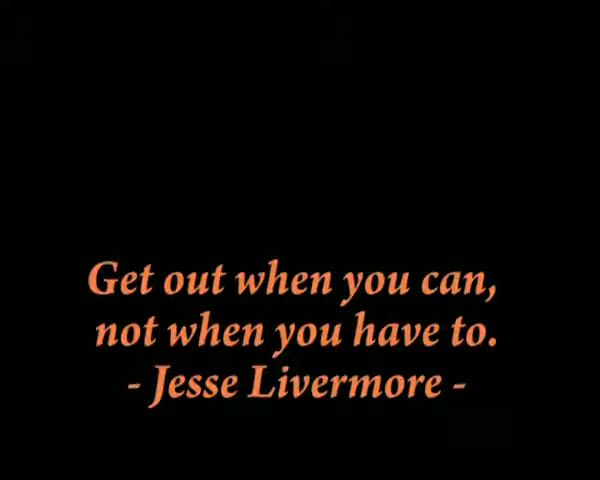 Get out when you can,
not when you have to.
- Jesse Livermore -